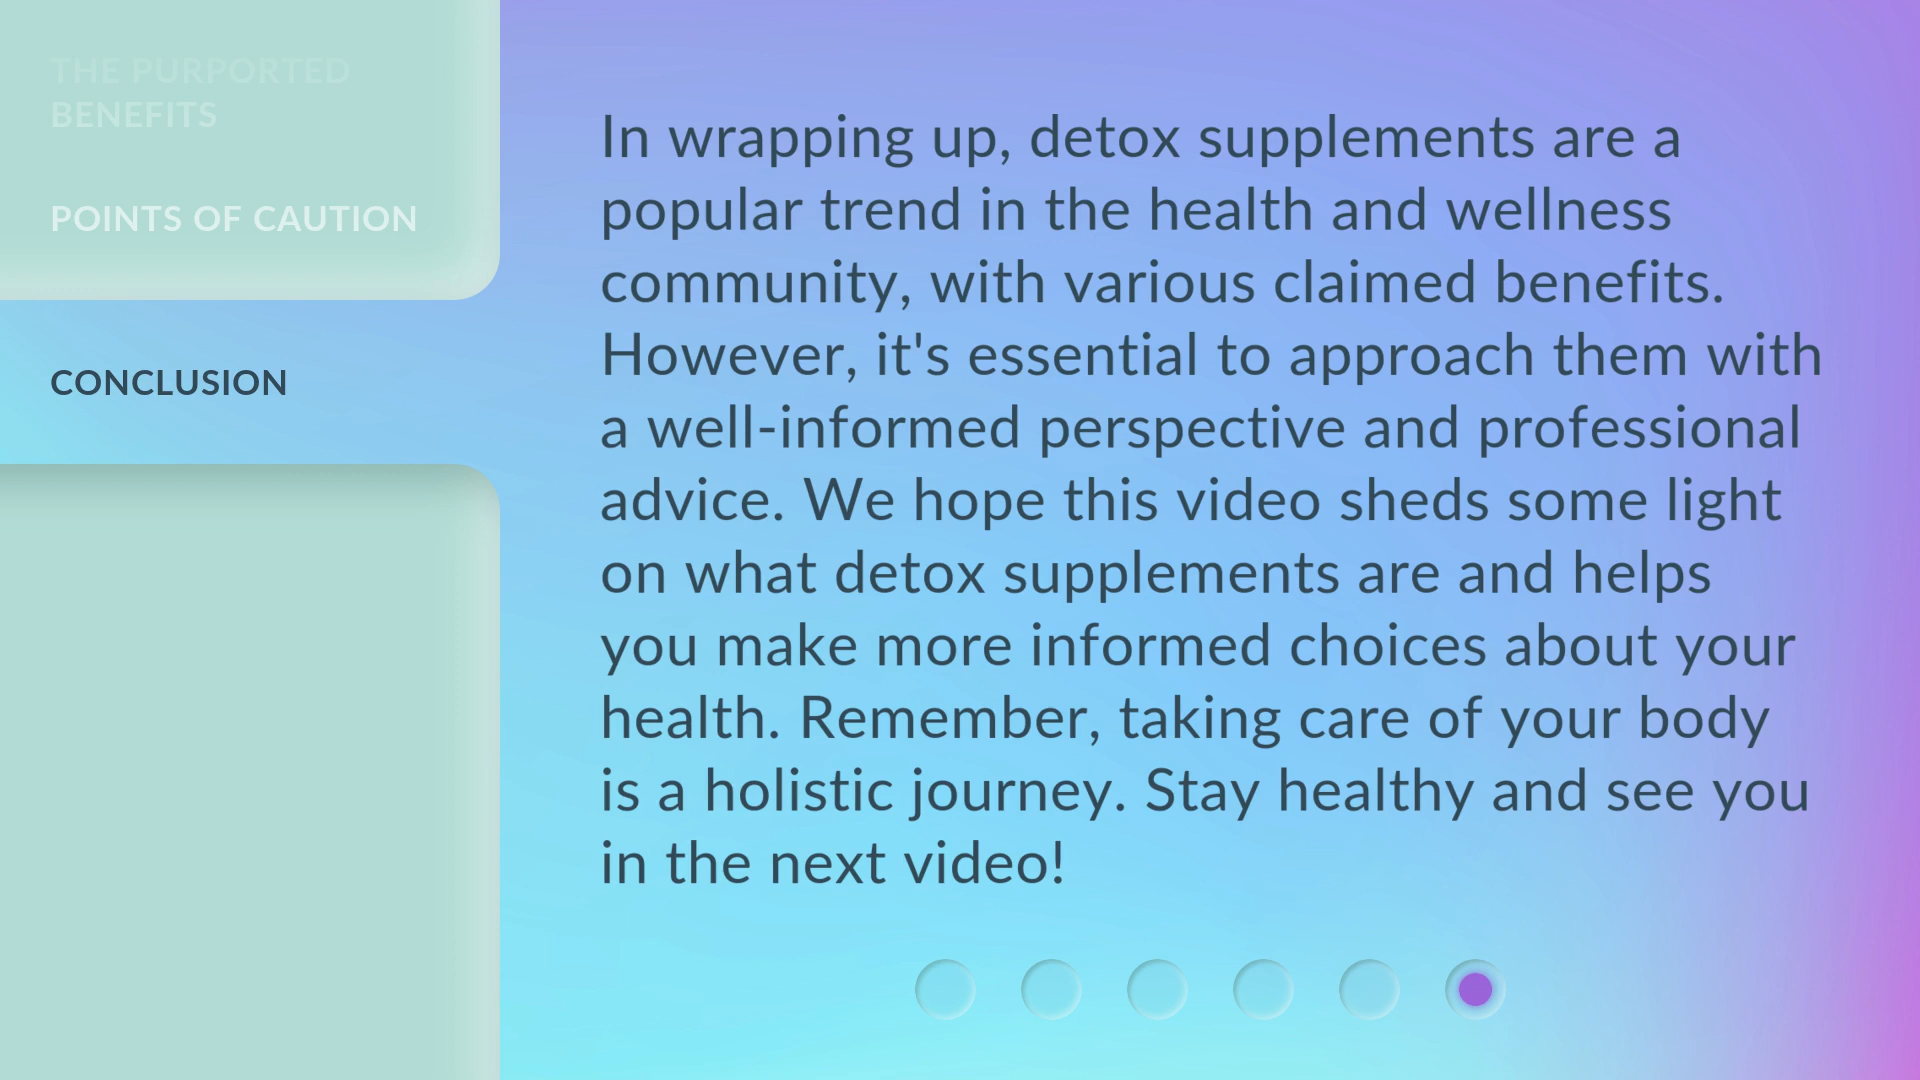 THE PURPORTED
BENEFITS
POINTS OF CAUTION
CONCLUSION
In wrapping up, detox supplements are a
popular trend in the health and wellness
community, with various claimed benefits.
However, it's essential to approach them with
a well-informed perspective and professional
advice. We hope this video sheds some light
on what detox supplements are and helps
you make more informed choices about your
health. Remember, taking care of your body
is a holistic journey. Stay healthy and see you
in the next video!